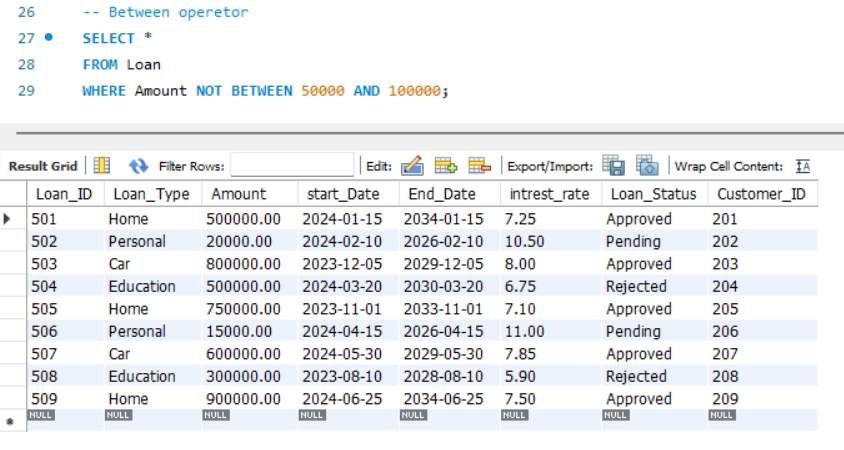 26 -- Between operetor
27 SELECT *
28 FROM Loan
29 WHERE Amount NOT BETWEEN 50000 AND 100000;
Result Grid Filter Rows: Edit: Export/Import: Wrap Cell Content: IA
Loan_ID Loan_Type Amount start_Date End_Date intrest_rate Loan_Status Customer_ID
501 Home 500000.00 2024-01-15 2034-01-15 7.25 Approved 201
502 Personal 20000.00 2024-02-10 2026-02-10 10.50 Pending 202
503 Car 800000.00 2023-12-05 2029-12-05 8.00 Approved 203
504 Education 500000.00 2024-03-20 2030-03-20 6.75 Rejected 204
505 Home 750000.00 2023-11-01 2033-11-01 7.10 Approved 205
506 Personal 15000.00 2024-04-15 2026-04-15 11.00 Pending 206
507 Car 600000.00 2024-05-30 2029-05-30 7.85 Approved 207
508 Education 300000.00 2023-08-10 2028-08-10 5.90 Rejected 208
509 Home 900000.00 2024-06-25 2034-06-25 7.50 Approved 209
NULL NULL NULL NULL NULL NULL NULL NULL